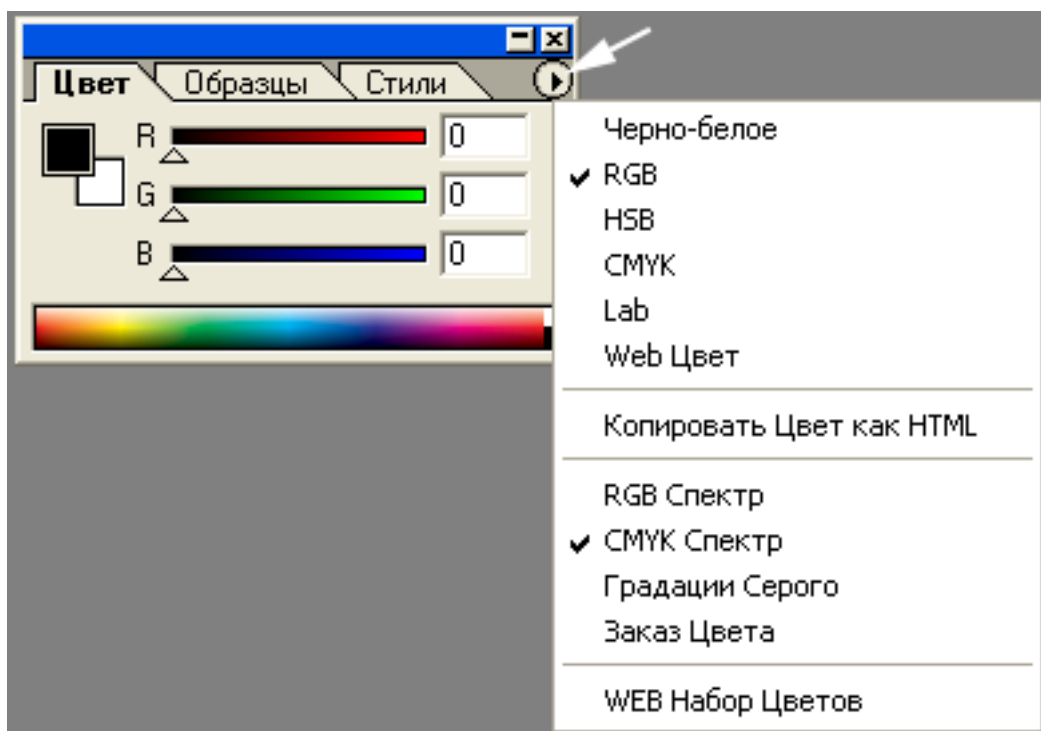 Цвет Образцы Стили
R 0
G 0
B 0
Черно-белое
RGB
HSB
CMYK
Lab
Web Цвет
Копировать Цвет как HTML
RGB Спектр
CMYK Спектр
Градации Серого
Заказ Цвета
WEB Набор Цветов